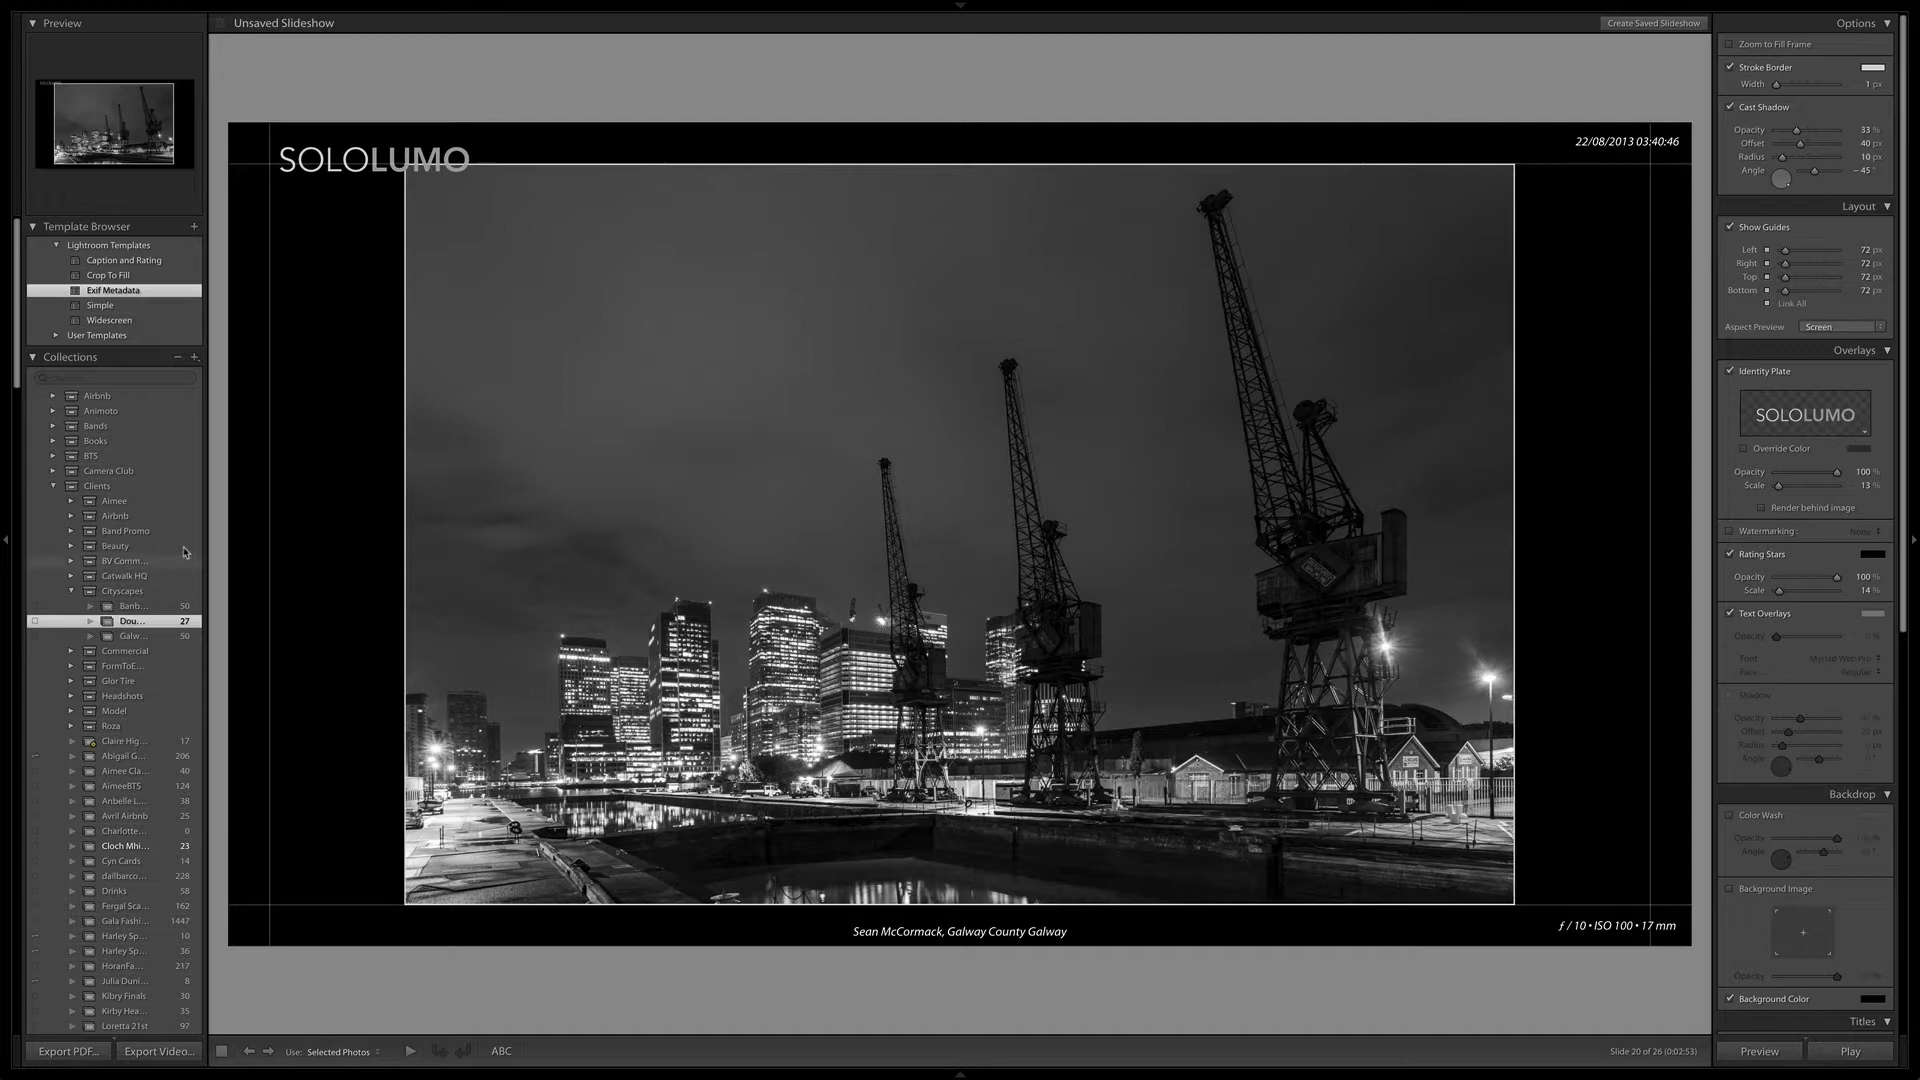 Preview
Unsaved Slideshow
Create Saved Slideshow
Options
Zoom to Fill Frame
Stroke Border
Width 1 px
Cast Shadow
Opacity 33 %
Offset 40 px
Radius 10 px
Angle – 45 °
Layout
Show Guides
Left 72 px
Right 72 px
Top 72 px
Bottom 72 px
Link All
Aspect Preview Screen
Overlays
Identity Plate
SOLOLUMO
Override Color
Opacity 100 %
Scale 13 %
Render behind image
Watermarking : None
Rating Stars
Opacity 100 %
Scale 14 %
Text Overlays
Opacity 0 %
Font Myriad Web Pro
Face Regular
Shadow
Opacity
Offset
Radius
Angle
Backdrop
Color Wash
Opacity
Angle
Background Image
Opacity
Background Color
Titles
Preview Play
Template Browser
Lightroom Templates
Caption and Rating
Crop To Fill
Exif Metadata
Simple
Widescreen
User Templates
Collections
Airbnb
Animoto
Bands
Books
BTS
Camera Club
Clients
Aimee
Airbnb
Band Promo
Beauty
BV Comm...
Catwalk HQ
Cityscapes
Banb... 50
Dou... 27
Galw... 50
Commercial
FormToE...
Glor Tire
Headshots
Model
Roza
Claire Hig... 17
Abigail G... 206
Aimee Cla... 40
AimeeBTS 124
Anbelle L... 38
Avril Airbnb 25
Charlotte... 0
Cloch Mhi... 23
Cyn Cards 14
dailbarco... 228
Drinks 58
Fergal Sca... 162
Gala Fashi... 1447
Harley Sp... 10
Harley Sp... 36
HoranFa... 217
Julia Duni... 8
Kibry Finals 30
Kirby Hea... 35
Loretta 21st 97
Export PDF... Export Video...
SOLOLUMO
22/08/2013 03:40:46
Sean McCormack, Galway County Galway
ƒ / 10 • ISO 100 • 17 mm
Use: Selected Photos
ABC
Slide 20 of 26 (0:02:53)